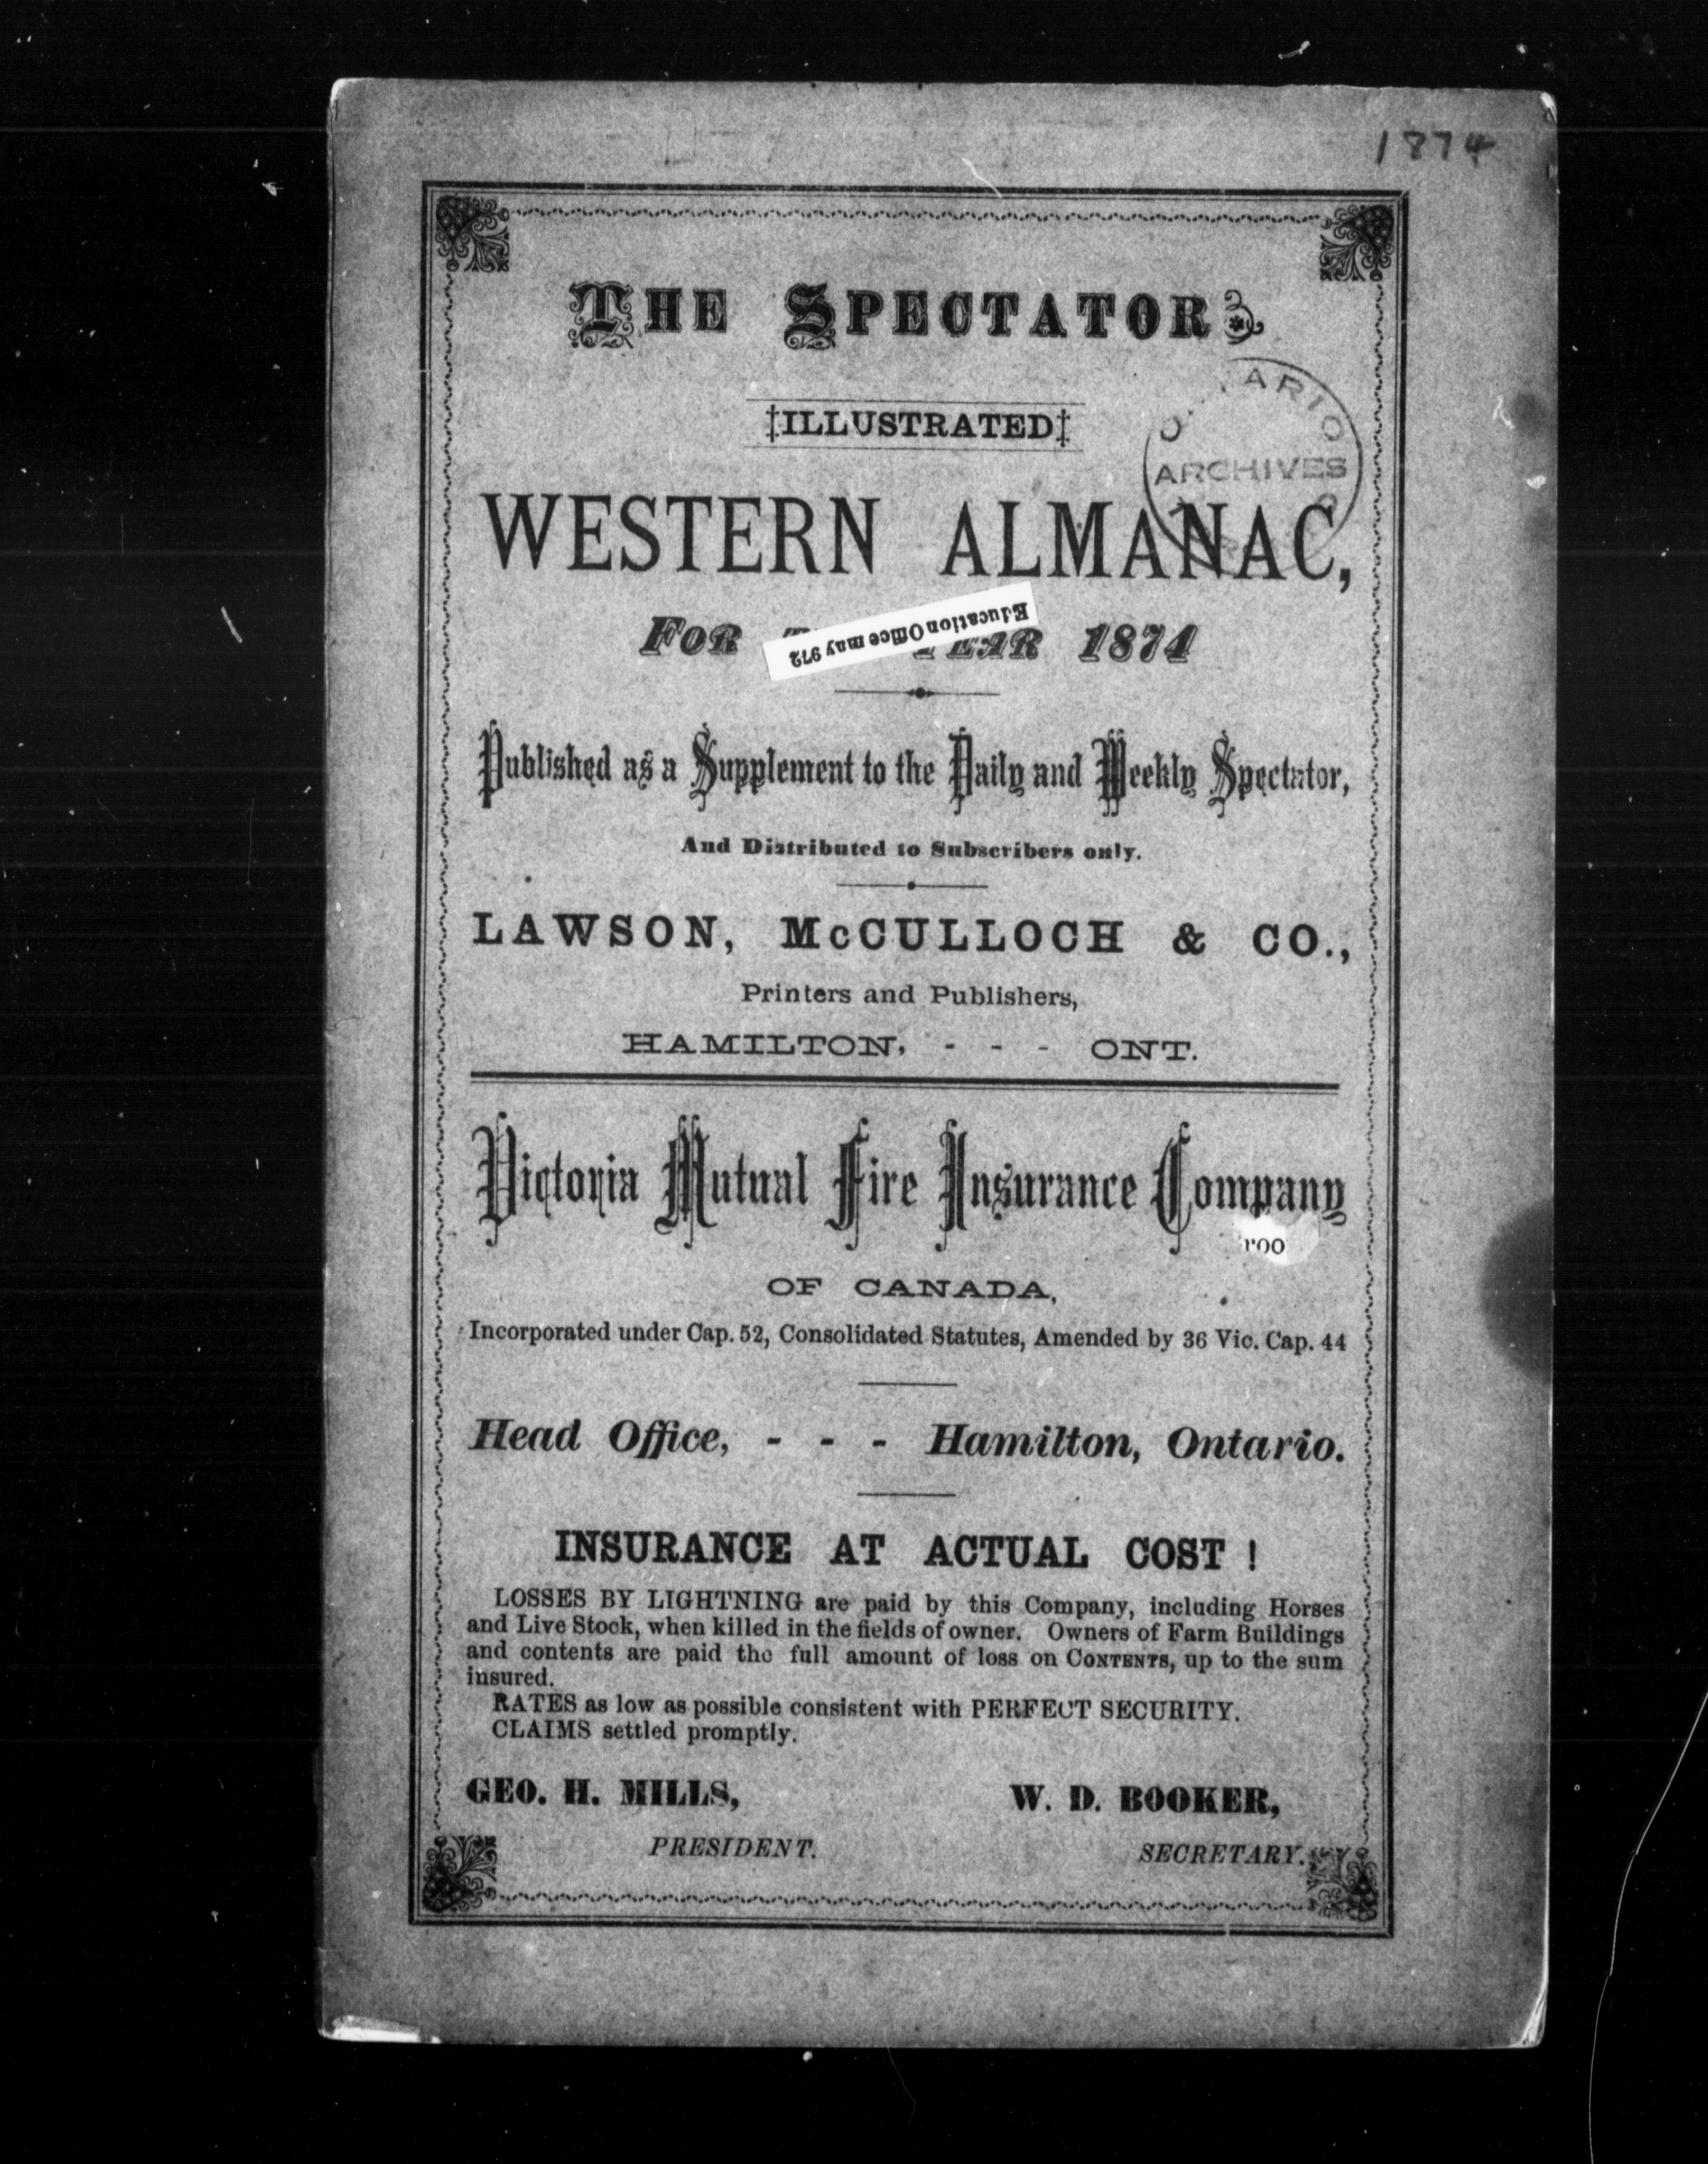 1874
THE SPECTATOR
ILLUSTRATED
ARIO
ARCHIVES
WESTERN ALMANAC,
FOR YEAR 1874
Education Office may 972
Published as a Supplement to the Daily and Weekly Spectator,
And Distributed to Subscribers only.
LAWSON, McCULLOCH & CO.,
Printers and Publishers,
HAMILTON, - - - ONT.
Victoria Mutual Fire Insurance Company
roo
OF CANADA,
Incorporated under Cap. 52, Consolidated Statutes, Amended by 36 Vic. Cap. 44
Head Office, - - - Hamilton, Ontario.
INSURANCE AT ACTUAL COST !
LOSSES BY LIGHTNING are paid by this Company, including Horses
and Live Stock, when killed in the fields of owner. Owners of Farm Buildings
and contents are paid the full amount of loss on CONTENTS, up to the sum
insured.
RATES as low as possible consistent with PERFECT SECURITY.
CLAIMS settled promptly.
GEO. H. MILLS, W. D. BOOKER,
PRESIDENT. SECRETARY.